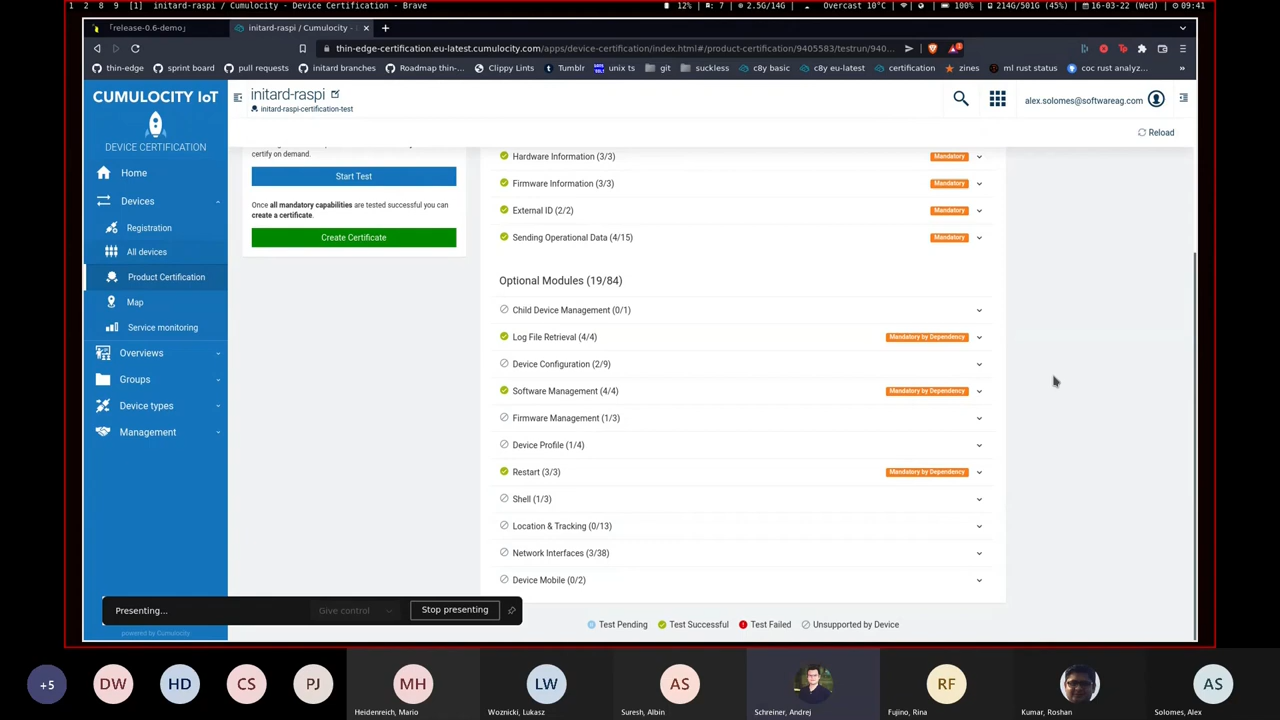 1 2 8 9 [1] initard-raspi / Cumulocity - Device Certification - Brave
12% : 7 2.5G/14G Overcast 10°C 100% 214G/501G (45%) 16-03-22 (Wed) 09:41
「release-0.6-demo」
initard-raspi / Cumulocity -
thin-edge-certification.eu-latest.cumulocity.com/apps/device-certification/index.html#/product-certification/9405583/testrun/940...
thin-edge sprint board pull requests initard branches Roadmap thin-... Clippy Lints Tumblr unix ts git suckless c8y basic c8y eu-latest certification zines ml rust status coc rust analyz... »
CUMULOCITY IoT
DEVICE CERTIFICATION
Home
Devices
Registration
All devices
Product Certification
Map
Service monitoring
Overviews
Groups
Device types
Management
powered by Cumulocity
initard-raspi
initard-raspi-certification-test
alex.solomes@softwareag.com
Reload
certify on demand.
Start Test
Once all mandatory capabilities are tested successful you can
create a certificate.
Create Certificate
Hardware Information (3/3) Mandatory
Firmware Information (3/3) Mandatory
External ID (2/2) Mandatory
Sending Operational Data (4/15) Mandatory
Optional Modules (19/84)
Child Device Management (0/1)
Log File Retrieval (4/4) Mandatory by Dependency
Device Configuration (2/9)
Software Management (4/4) Mandatory by Dependency
Firmware Management (1/3)
Device Profile (1/4)
Restart (3/3) Mandatory by Dependency
Shell (1/3)
Location & Tracking (0/13)
Network Interfaces (3/38)
Device Mobile (0/2)
Test Pending Test Successful Test Failed Unsupported by Device
Presenting... Give control Stop presenting
+5 DW HD CS PJ MH LW AS RF AS
Heidenreich, Mario Woznicki, Lukasz Suresh, Albin Schreiner, Andrej Fujino, Rina Kumar, Roshan Solomes, Alex